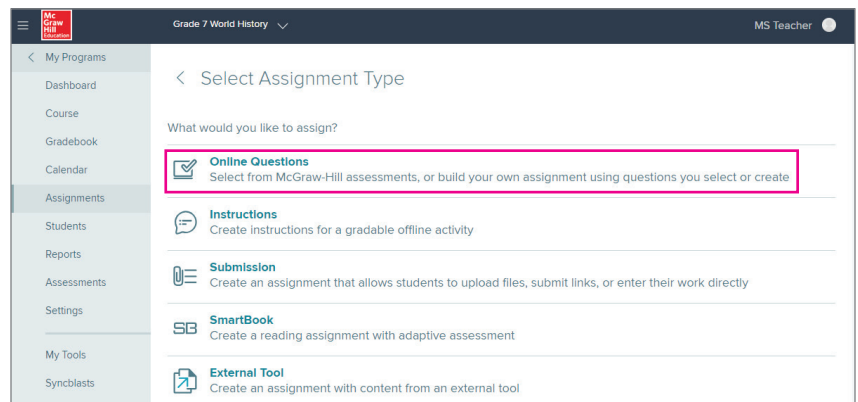 Mc
Graw
Hill
Education
Grade 7 World History
MS Teacher
My Programs
Dashboard
Course
Gradebook
Calendar
Assignments
Students
Reports
Assessments
Settings
My Tools
Syncblasts
Select Assignment Type
What would you like to assign?
Online Questions
Select from McGraw-Hill assessments, or build your own assignment using questions you select or create
Instructions
Create instructions for a gradable offline activity
Submission
Create an assignment that allows students to upload files, submit links, or enter their work directly
SB
SmartBook
Create a reading assignment with adaptive assessment
External Tool
Create an assignment with content from an external tool